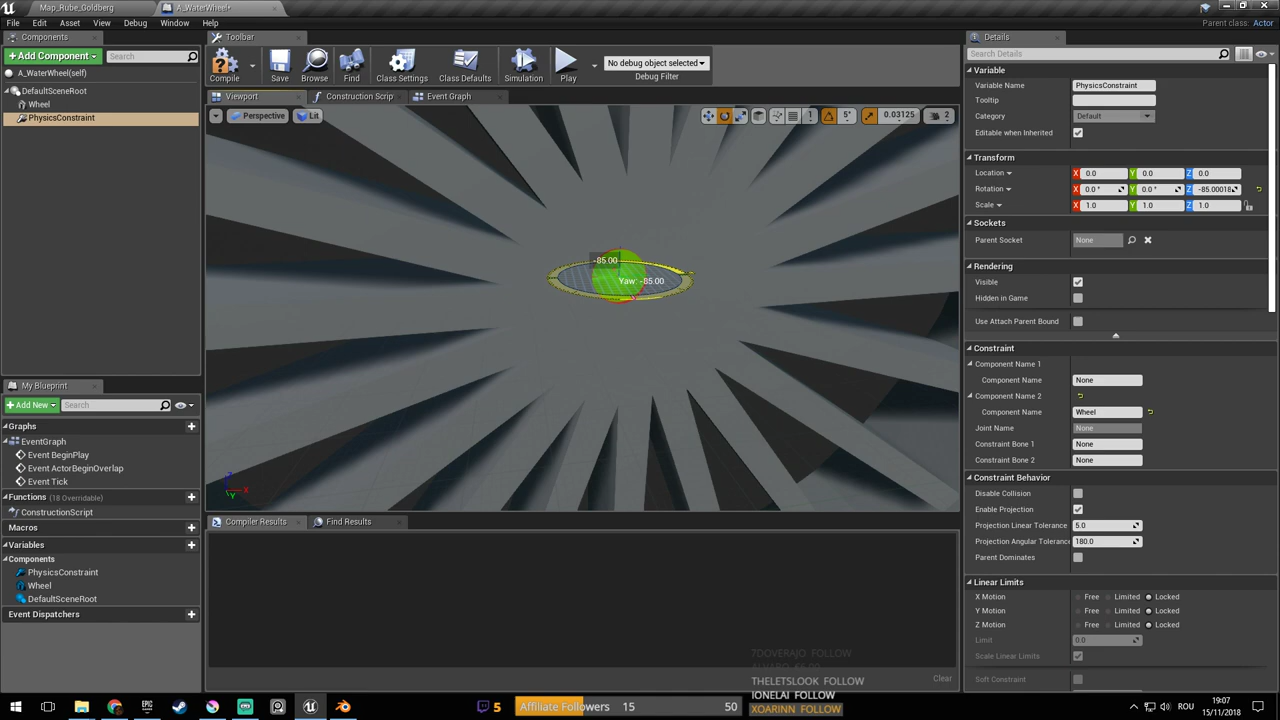 Map_Rube_Goldberg
A_WaterWheel*
File Edit Asset View Debug Window Help
Parent class: Actor
Components
Toolbar
Details
+ Add Component
Search
A_WaterWheel(self)
DefaultSceneRoot
Wheel
PhysicsConstraint
Compile
Save
Browse
Find
Class Settings
Class Defaults
Simulation
Play
No debug object selected
Debug Filter
Viewport
Construction Scrip
Event Graph
Perspective
Lit
1
5°
0.03125
2
-85.00
Yaw: -85.00
Z
X
Y
My Blueprint
+ Add New
Search
Graphs
EventGraph
Event BeginPlay
Event ActorBeginOverlap
Event Tick
Functions (18 Overridable)
ConstructionScript
Macros
Variables
Components
PhysicsConstraint
Wheel
DefaultSceneRoot
Event Dispatchers
Compiler Results
Find Results
Clear
Search Details
Variable
Variable Name PhysicsConstraint
Tooltip
Category Default
Editable when Inherited
Transform
Location X 0.0 Y 0.0 Z 0.0
Rotation X 0.0 ° Y 0.0 ° Z -85.00018
Scale X 1.0 Y 1.0 Z 1.0
Sockets
Parent Socket None
Rendering
Visible
Hidden in Game
Use Attach Parent Bound
Constraint
Component Name 1
Component Name None
Component Name 2
Component Name Wheel
Joint Name None
Constraint Bone 1 None
Constraint Bone 2 None
Constraint Behavior
Disable Collision
Enable Projection
Projection Linear Tolerance 5.0
Projection Angular Toleranc 180.0
Parent Dominates
Linear Limits
X Motion Free Limited Locked
Y Motion Free Limited Locked
Z Motion Free Limited Locked
Limit 0.0
Scale Linear Limits
Soft Constraint
7DOVERAJO FOLLOW
THELETSLOOK FOLLOW
IONELAI FOLLOW
XOARINN FOLLOW
5
Affiliate Followers 15 50
ROU
19:07
15/11/2018